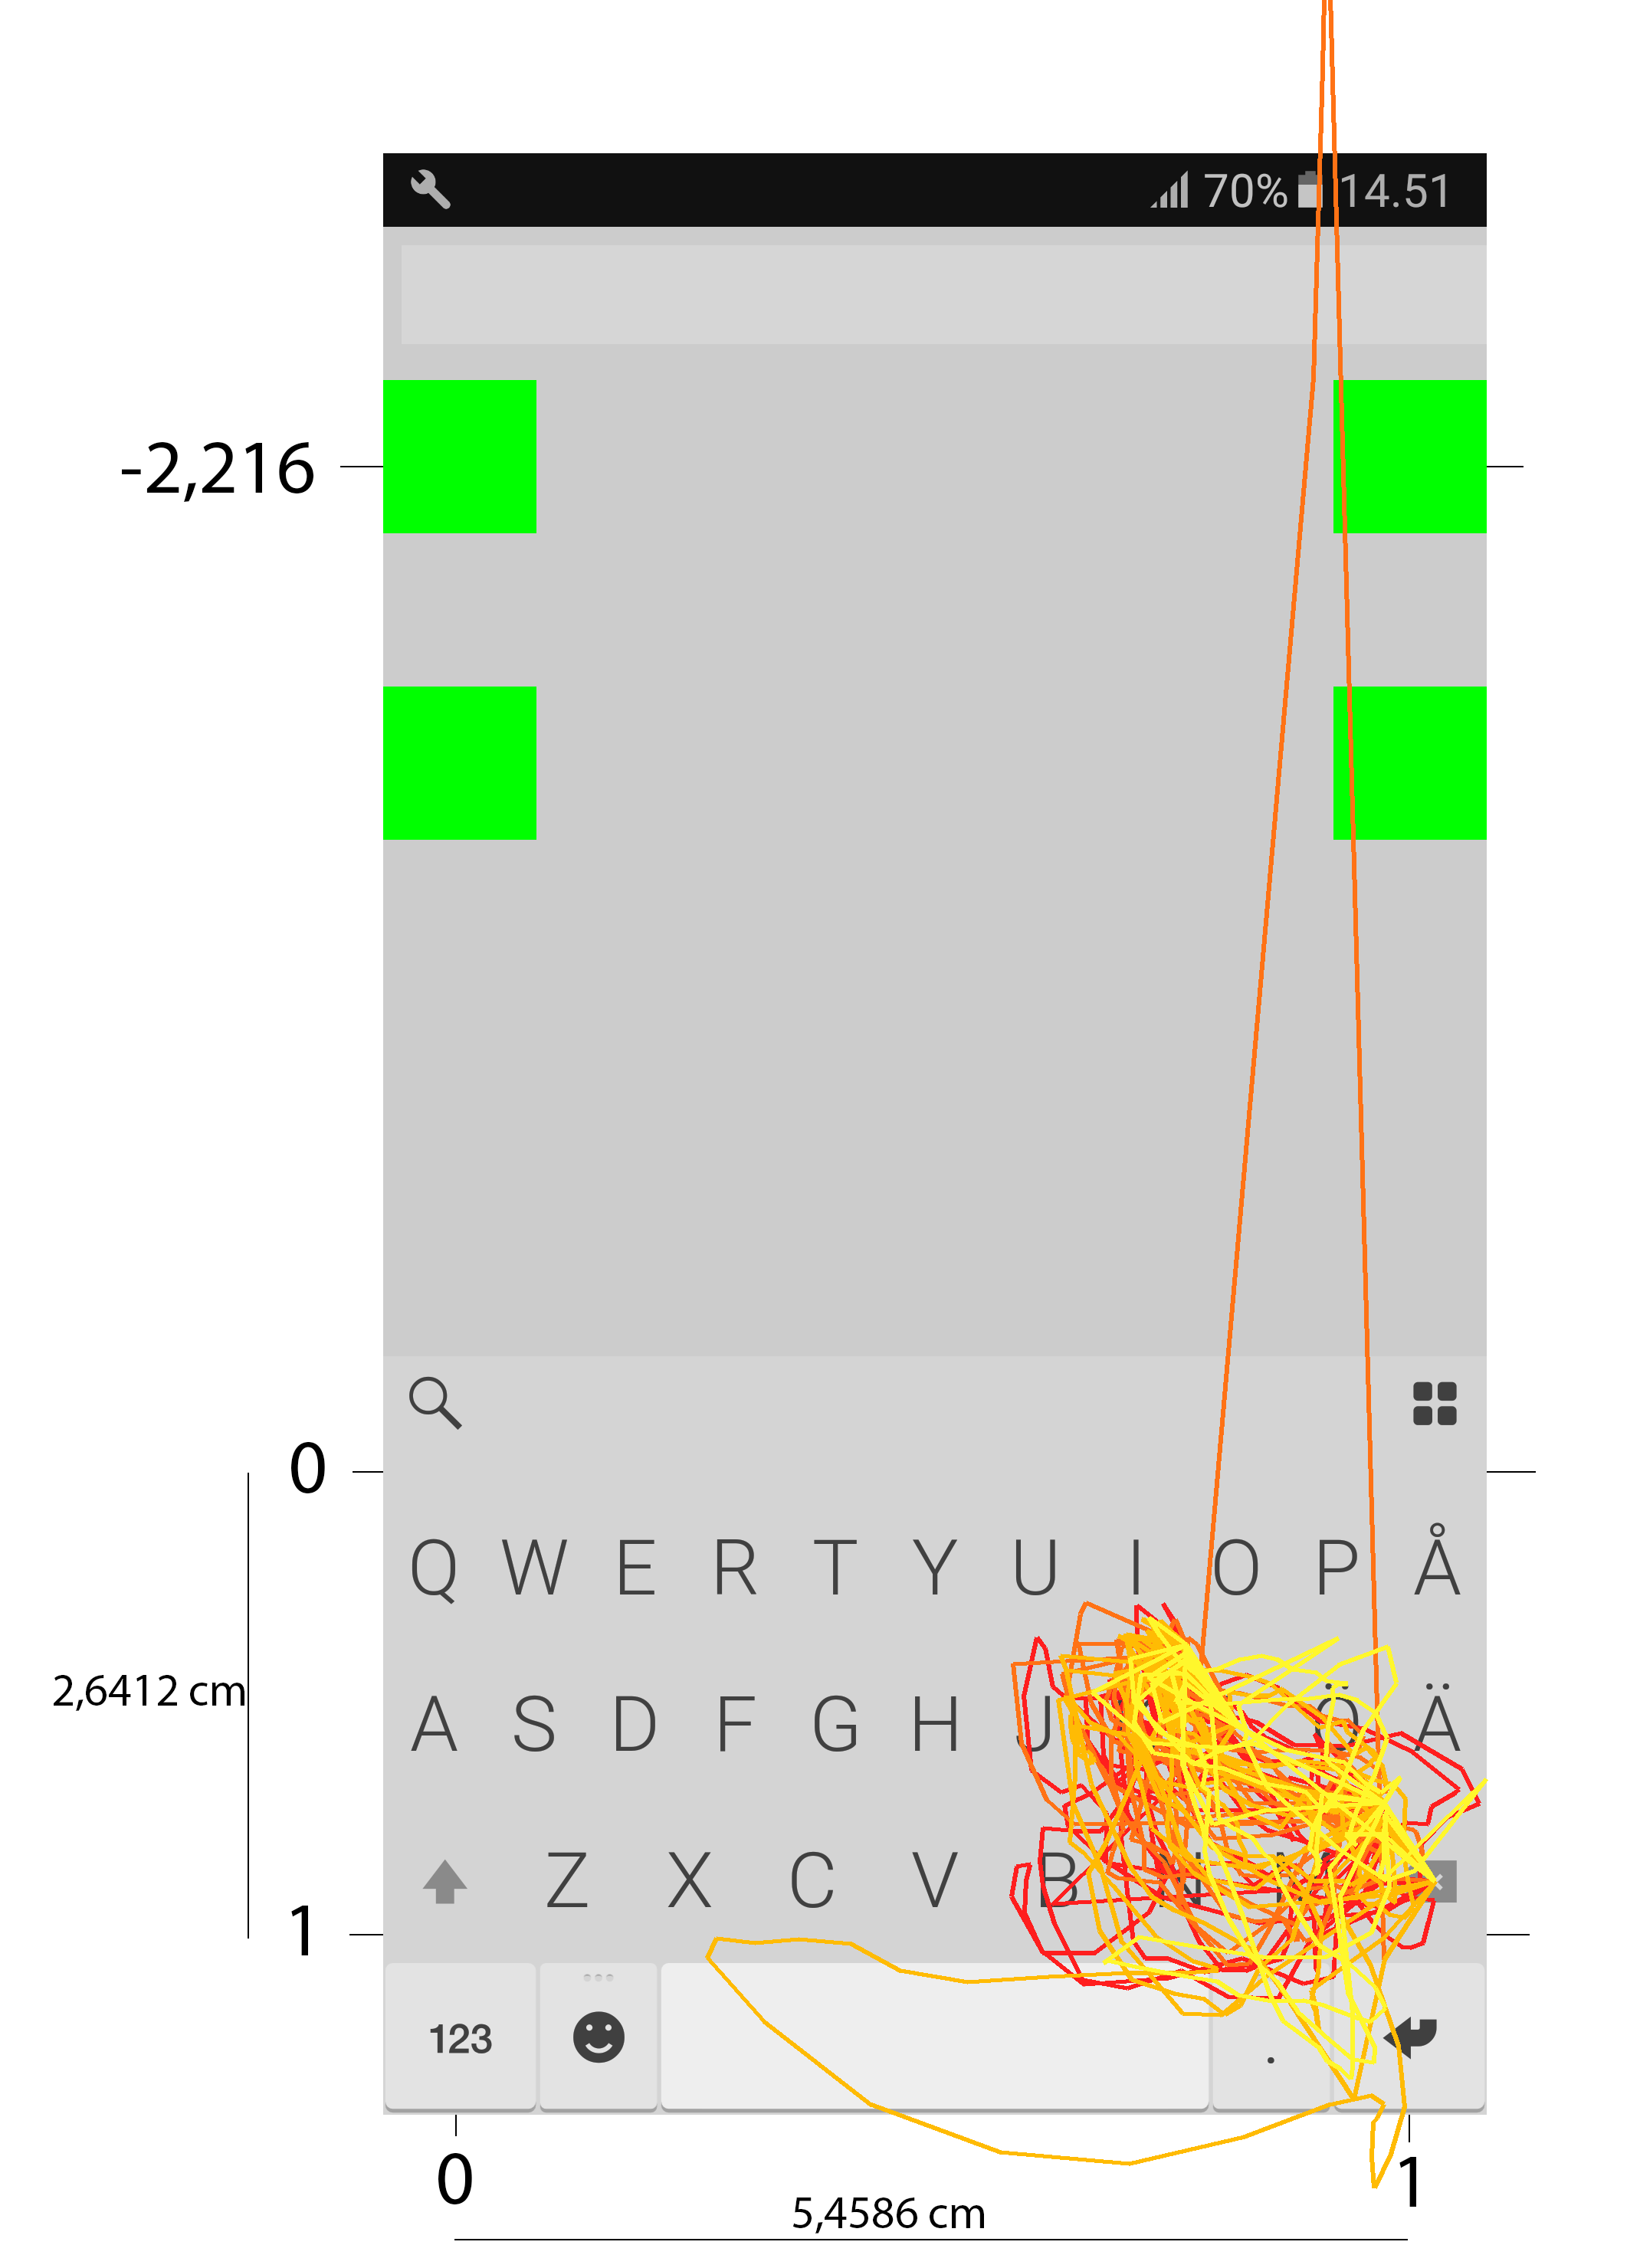 70% 14.51
-2,216
0
Q W E R T Y U I O P Å
2,6412 cm
A S D F G H J Ö Ä
Z X C V B N M
1
123 .
0 1
5,4586 cm